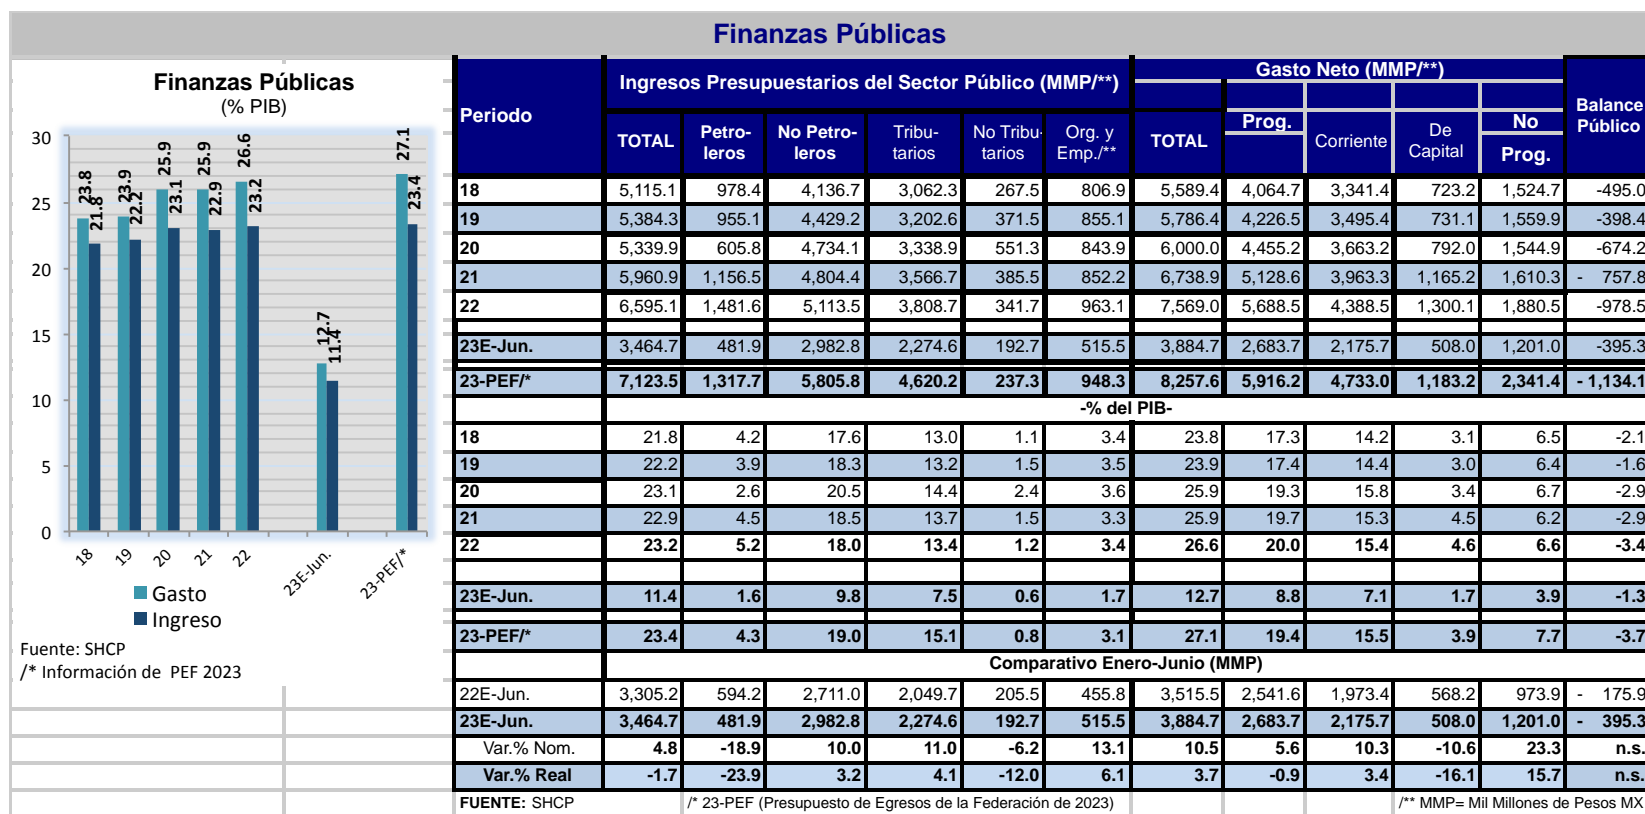 Finanzas Públicas
Finanzas Públicas
(% PIB)
30
25
20
15
10
5
0
23.8
21.8
23.9
22.2
25.9
23.1
25.9
22.9
26.6
23.2
12.7
11.4
27.1
23.4
18
19
20
21
22
23E-Jun.
23-PEF/*
Gasto
Ingreso
Fuente: SHCP
/* Información de PEF 2023
Periodo Ingresos Presupuestarios del Sector Público (MMP/**) Gasto Neto (MMP/**) Balance Público
TOTAL Petro-leros No Petro-leros Tribu-tarios No Tribu-tarios Org. y Emp./** TOTAL Prog. Corriente De Capital No Prog.
18 5,115.1 978.4 4,136.7 3,062.3 267.5 806.9 5,589.4 4,064.7 3,341.4 723.2 1,524.7 -495.0
19 5,384.3 955.1 4,429.2 3,202.6 371.5 855.1 5,786.4 4,226.5 3,495.4 731.1 1,559.9 -398.4
20 5,339.9 605.8 4,734.1 3,338.9 551.3 843.9 6,000.0 4,455.2 3,663.2 792.0 1,544.9 -674.2
21 5,960.9 1,156.5 4,804.4 3,566.7 385.5 852.2 6,738.9 5,128.6 3,963.3 1,165.2 1,610.3 - 757.8
22 6,595.1 1,481.6 5,113.5 3,808.7 341.7 963.1 7,569.0 5,688.5 4,388.5 1,300.1 1,880.5 -978.5
23E-Jun. 3,464.7 481.9 2,982.8 2,274.6 192.7 515.5 3,884.7 2,683.7 2,175.7 508.0 1,201.0 -395.3
23-PEF/* 7,123.5 1,317.7 5,805.8 4,620.2 237.3 948.3 8,257.6 5,916.2 4,733.0 1,183.2 2,341.4 - 1,134.1
-% del PIB-
18 21.8 4.2 17.6 13.0 1.1 3.4 23.8 17.3 14.2 3.1 6.5 -2.1
19 22.2 3.9 18.3 13.2 1.5 3.5 23.9 17.4 14.4 3.0 6.4 -1.6
20 23.1 2.6 20.5 14.4 2.4 3.6 25.9 19.3 15.8 3.4 6.7 -2.9
21 22.9 4.5 18.5 13.7 1.5 3.3 25.9 19.7 15.3 4.5 6.2 -2.9
22 23.2 5.2 18.0 13.4 1.2 3.4 26.6 20.0 15.4 4.6 6.6 -3.4
23E-Jun. 11.4 1.6 9.8 7.5 0.6 1.7 12.7 8.8 7.1 1.7 3.9 -1.3
23-PEF/* 23.4 4.3 19.0 15.1 0.8 3.1 27.1 19.4 15.5 3.9 7.7 -3.7
Comparativo Enero-Junio (MMP)
22E-Jun. 3,305.2 594.2 2,711.0 2,049.7 205.5 455.8 3,515.5 2,541.6 1,973.4 568.2 973.9 - 175.9
23E-Jun. 3,464.7 481.9 2,982.8 2,274.6 192.7 515.5 3,884.7 2,683.7 2,175.7 508.0 1,201.0 - 395.3
Var.% Nom. 4.8 -18.9 10.0 11.0 -6.2 13.1 10.5 5.6 10.3 -10.6 23.3 n.s.
Var.% Real -1.7 -23.9 3.2 4.1 -12.0 6.1 3.7 -0.9 3.4 -16.1 15.7 n.s.
FUENTE: SHCP /* 23-PEF (Presupuesto de Egresos de la Federación de 2023) /** MMP= Mil Millones de Pesos MX